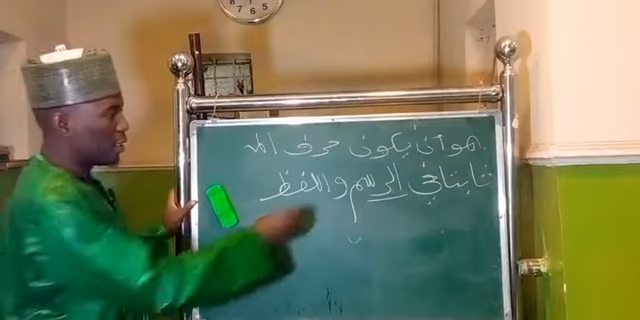 هو أن يكون حرف المد
ثابتا في الرسم واللفظ